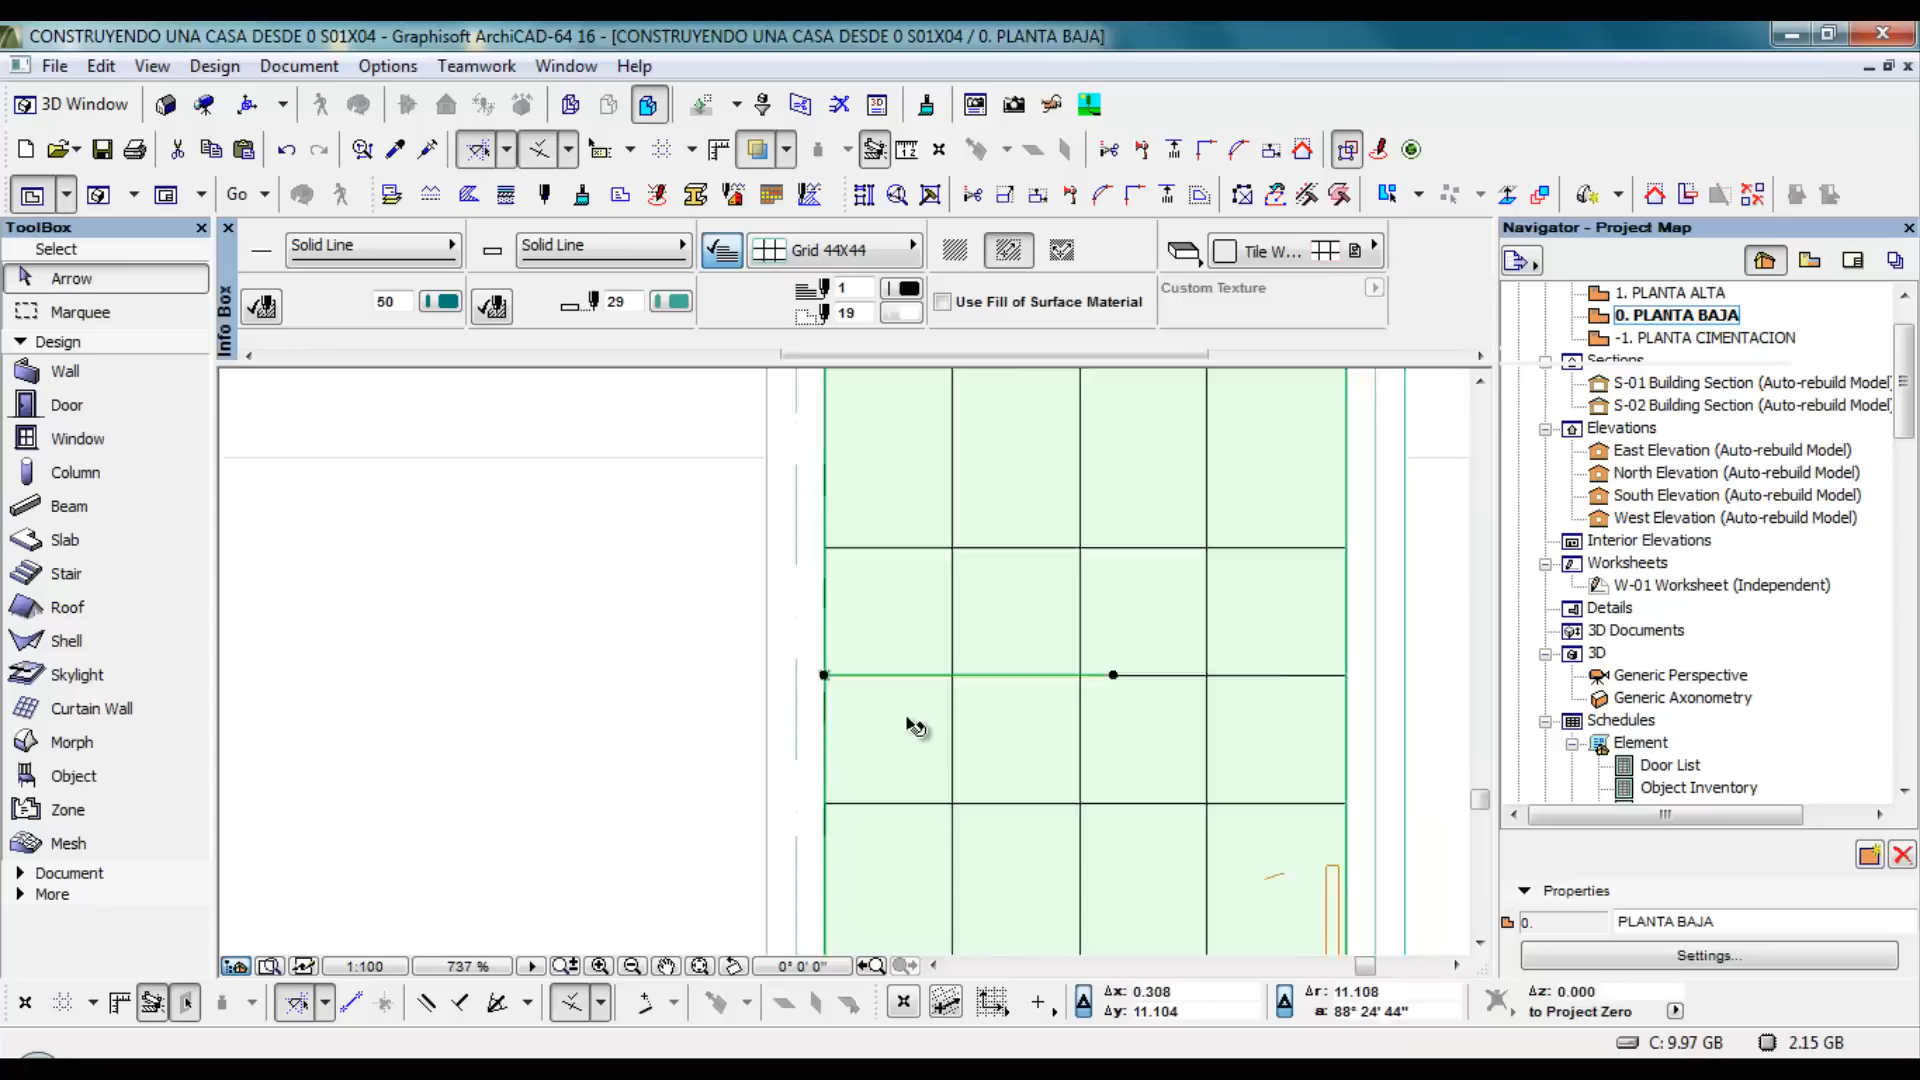 CONSTRUYENDO UNA CASA DESDE 0 S01X04 - Graphisoft ArchiCAD-64 16 - [CONSTRUYENDO UNA CASA DESDE 0 S01X04 / 0. PLANTA BAJA]
File Edit View Design Document Options Teamwork Window Help
3D Window
Go
ToolBox
Select
Arrow
Marquee
Design
Wall
Door
Window
Column
Beam
Slab
Stair
Roof
Shell
Skylight
Curtain Wall
Morph
Object
Zone
Mesh
Document
More
Info Box
Solid Line
50
Solid Line
29
Grid 44X44
1
19
Use Fill of Surface Material
Tile W...
Custom Texture
Navigator - Project Map
1. PLANTA ALTA
0. PLANTA BAJA
-1. PLANTA CIMENTACION
Sections
S-01 Building Section (Auto-rebuild Model)
S-02 Building Section (Auto-rebuild Model)
Elevations
East Elevation (Auto-rebuild Model)
North Elevation (Auto-rebuild Model)
South Elevation (Auto-rebuild Model)
West Elevation (Auto-rebuild Model)
Interior Elevations
Worksheets
W-01 Worksheet (Independent)
Details
3D Documents
3D
Generic Perspective
Generic Axonometry
Schedules
Element
Door List
Object Inventory
Properties
0. PLANTA BAJA
Settings...
1:100 737 % 0° 0' 0"
Δx: 0.308
Δy: 11.104
Δr: 11.108
a: 88° 24' 44"
Δz: 0.000
to Project Zero
C: 9.97 GB 2.15 GB